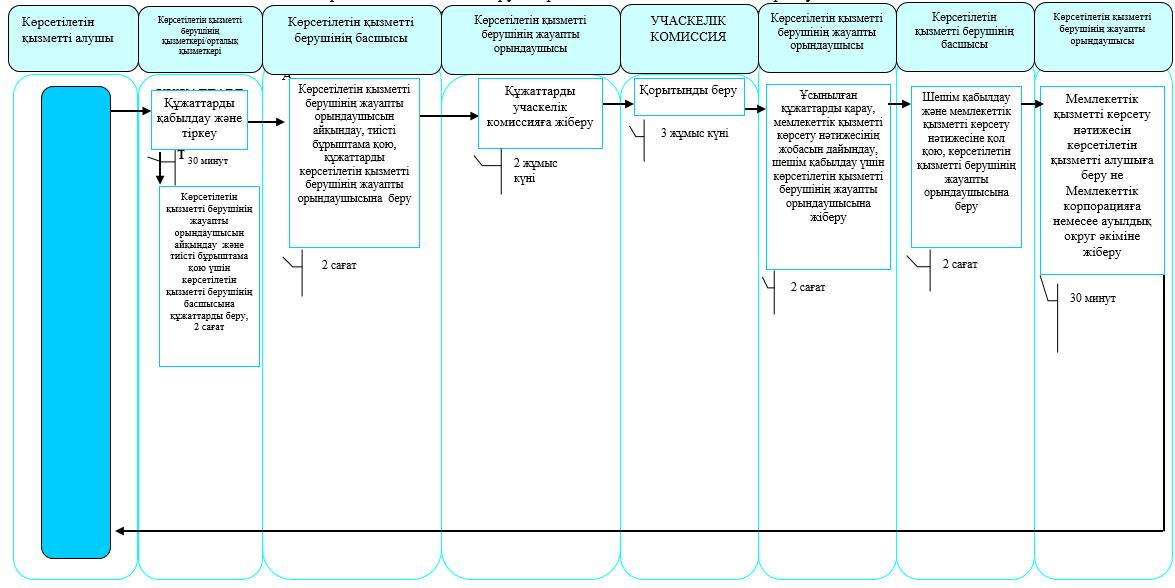 Көрсетілетін
қызметті алушы
Көрсетілетін қызметті
берушінің
қызметкері/орталық
қызметкері
Көрсетілетін қызметті
берушінің басшысы
Көрсетілетін қызметті
берушінің жауапты
орындаушысы
УЧАСКЕЛІК
КОМИССИЯ
Көрсетілетін қызметті
берушінің жауапты
орындаушысы
Көрсетілетін
қызметті берушінің
басшысы
Көрсетілетін қызметті
берушінің жауапты
орындаушысы
Құжаттарды
қабылдау және
тіркеу
Т
30 минут
Көрсетілетін
қызметті берушінің
жауапты
орындаушысын
айқындау және
тиісті бұрыштама
қою үшін
көрсетілетін
қызметті берушінің
басшысына
құжаттарды беру,
2 сағат
Көрсетілетін қызметті
берушінің жауапты
орындаушысын
айқындау, тиісті
бұрыштама қою,
құжаттарды
көрсетілетін қызметті
берушінің жауапты
орындаушысына беру
2 сағат
Құжаттарды
учаскелік
комиссияға жіберу
2 жұмыс
күні
Қорытынды беру
3 жұмыс күні
Ұсынылған
құжаттарды қарау,
мемлекеттік қызметті
көрсету нәтижесінің
жобасын дайындау,
шешім қабылдау үшін
көрсетілетін қызметті
берушінің жауапты
орындаушысына
жіберу
2 сағат
Шешім қабылдау
және мемлекеттік
қызметті көрсету
нәтижесіне қол
қою, көрсетілетін
қызметті берушінің
жауапты
орындаушысына
беру
2 сағат
Мемлекеттік
қызметті көрсету
нәтижесін
көрсетілетін
қызметті алушыға
беру не
Мемлекеттік
корпорацияға
немесее ауылдық
округ әкіміне
жіберу
30 минут